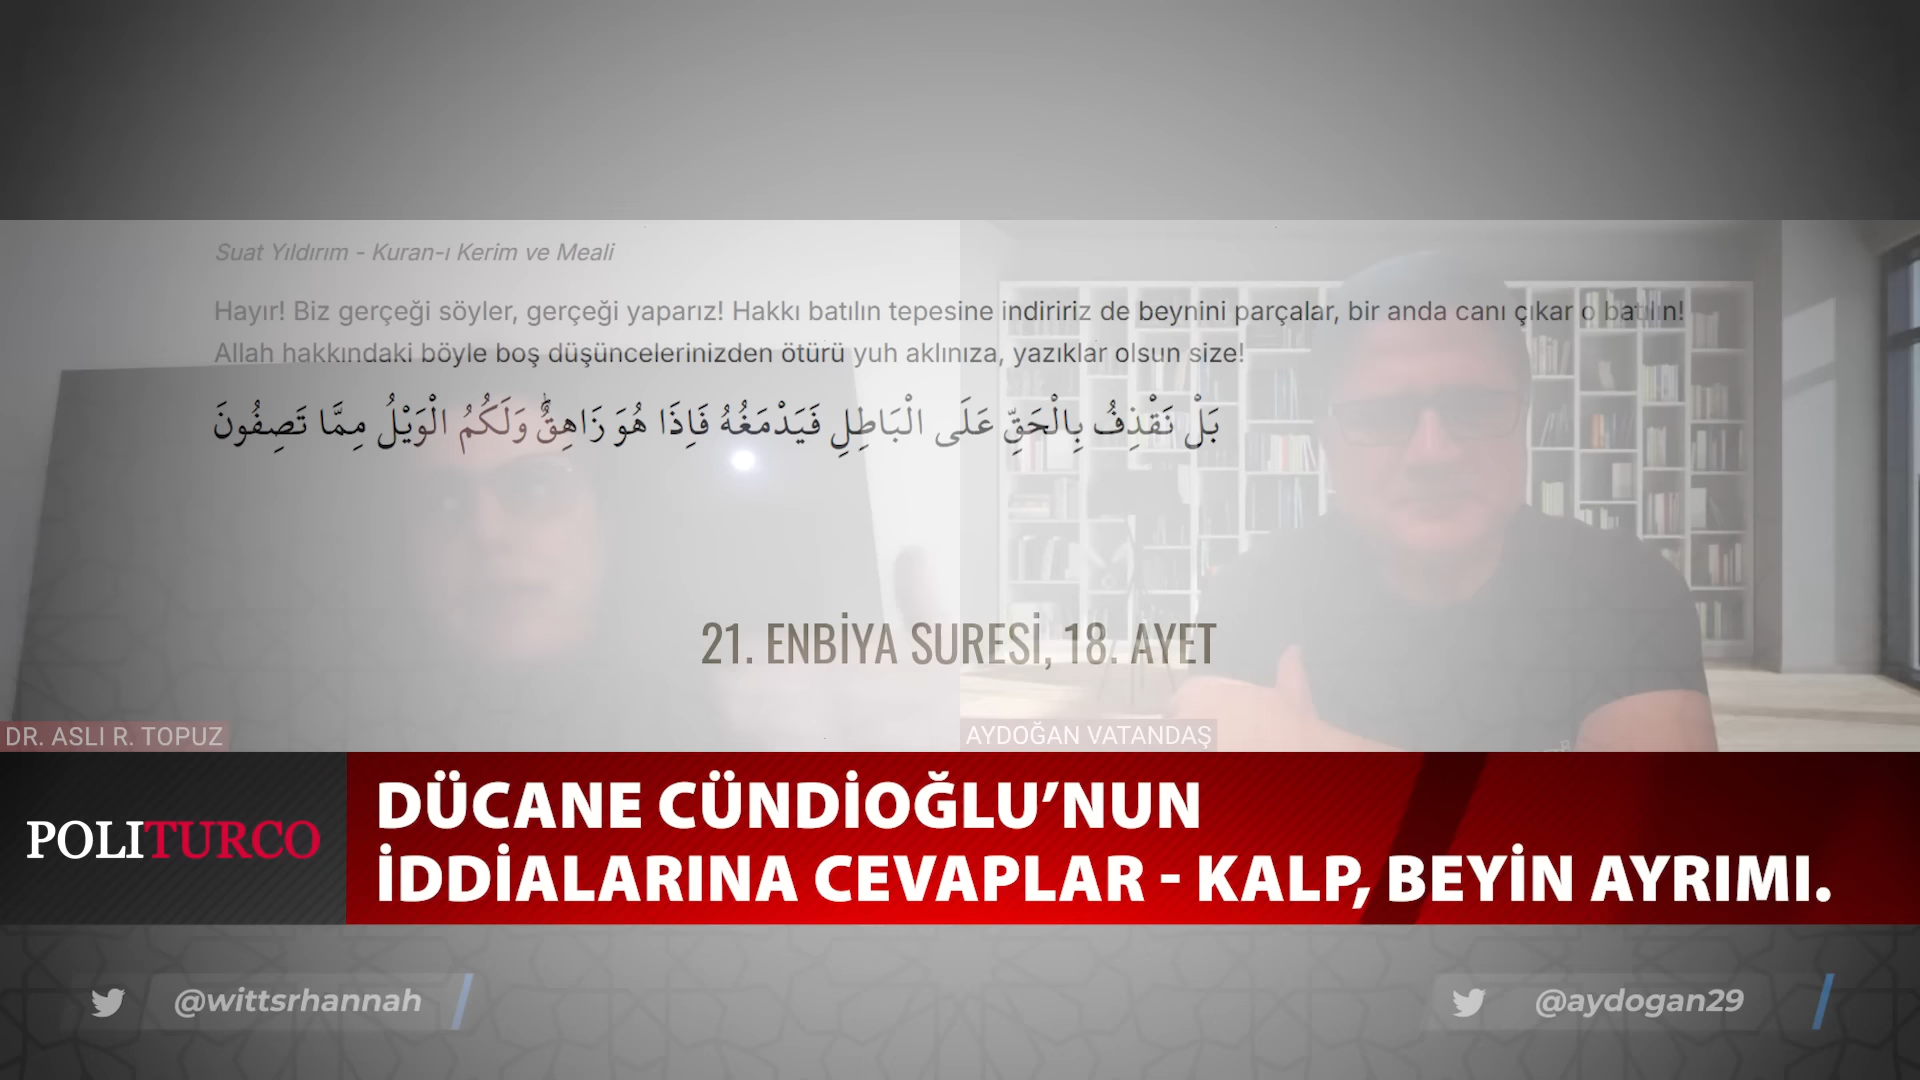 Suat Yıldırım - Kuran-ı Kerim ve Meali
Hayır! Biz gerçeği söyler, gerçeği yaparız! Hakkı batılın tepesine indiririz de beynini parçalar, bir anda canı çıkar o batılın!
Allah hakkındaki böyle boş düşüncelerinizden ötürü yuh aklınıza, yazıklar olsun size!
بَلْ نَقْذِفُ بِالْحَقِّ عَلَى الْبَاطِلِ فَيَدْمَغُهُ فَاِذَا هُوَ زَاهِقٌۜ وَلَكُمُ الْوَيْلُ مِمَّا تَصِفُونَ
21. ENBİYA SURESİ, 18. AYET
DR. ASLI R. TOPUZ
AYDOĞAN VATANDAŞ
POLITURCO
DÜCANE CÜNDİOĞLU’NUN
İDDİALARINA CEVAPLAR - KALP, BEYİN AYRIMI.
@wittsrhannah
@aydogan29